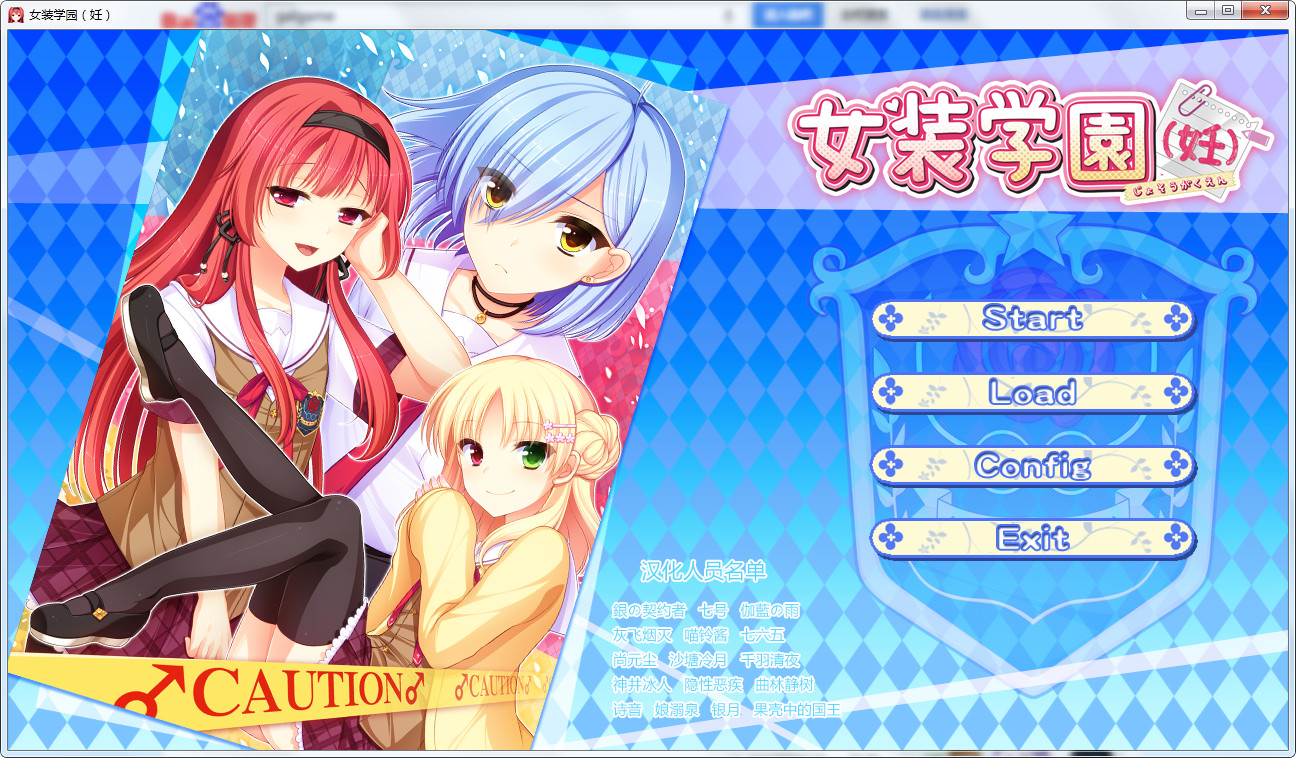 女装学园（妊）
女装学園(妊)
じょそうがくえん
Start
Load
Config
Exit
汉化人员名单
銀の契约者 七号 伽藍の雨
灰飞烟灭 喵铃酱 七六五
尚元尘 沙塘冷月 千羽清夜
神井冰人 隐性恶疾 曲林静树
诗音 娘溺泉 银月 果壳中的国王
♂CAUTION♂ ♂CAUTION♂